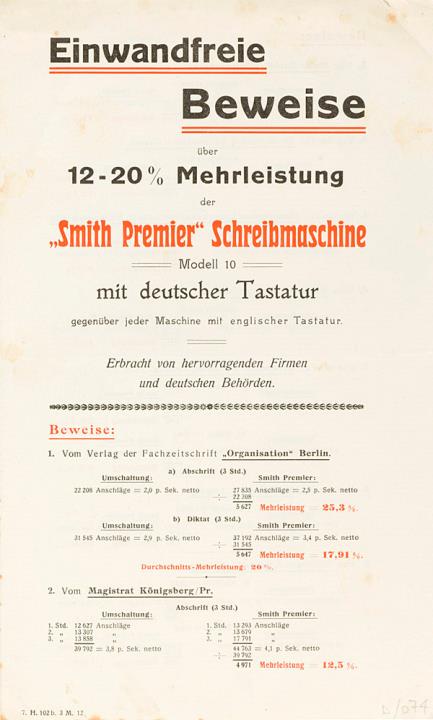 Einwandfreie
Beweise
über
12-20% Mehrleistung
der
„Smith Premier“ Schreibmaschine
Modell 10
mit deutscher Tastatur
gegenüber jeder Maschine mit englischer Tastatur.
Erbracht von hervorragenden Firmen
und deutschen Behörden.
Beweise:
1. Vom Verlag der Fachzeitschrift „Organisation“ Berlin.
a) Abschrift (3 Std.)
Umschaltung: Smith Premier:
22 208 Anschläge = 2,0 p. Sek. netto 27 835 Anschläge = 2,5 p. Sek. netto
÷ 22 208
5 627 Mehrleistung = 25,3 %.
b) Diktat (3 Std.)
Umschaltung: Smith Premier:
31 545 Anschläge = 2,9 p. Sek. netto 37 192 Anschläge = 3,4 p. Sek. netto
÷ 31 545
5 647 Mehrleistung = 17,91 %.
Durchschnitts-Mehrleistung: 20 %.
2. Vom Magistrat Königsberg/Pr.
Abschrift (3 Std.)
Umschaltung: Smith Premier:
1. Std. 12 627 Anschläge 1. Std. 13 293 Anschläge
2. „ 13 307 „ 2. „ 13 679 „
3. „ 13 858 „ 3. „ 17 791 „
39 792 = 3,8 p. Sek. netto 44 763 = 4,1 p. Sek. netto
÷ 39 792
4 971 Mehrleistung = 12,5 %.
7. H. 102 b. 3 M. 12.
D/074